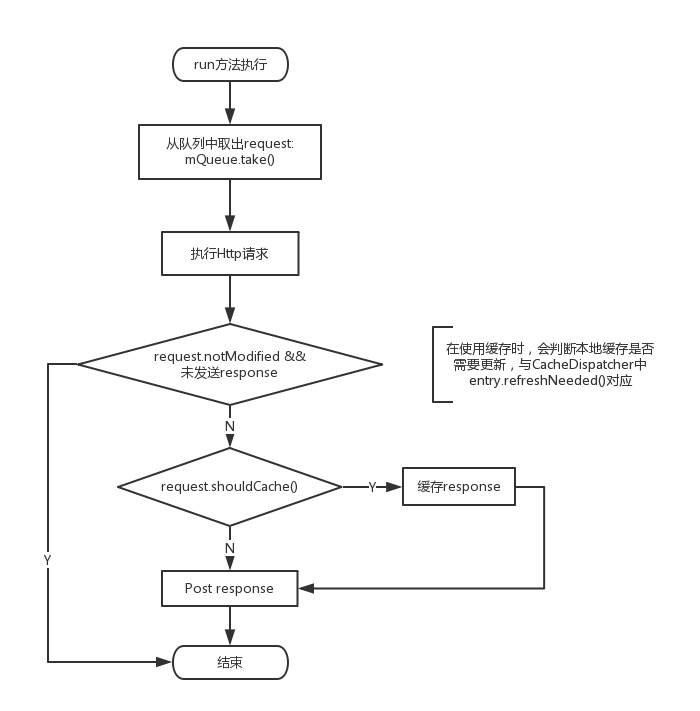 run方法执行
从队列中取出request:
mQueue.take()
执行Http请求
request.notModified &&
未发送response
在使用缓存时，会判断本地缓存是否
需要更新，与CacheDispatcher中
entry.refreshNeeded()对应
N
request.shouldCache()
Y
缓存response
N
Y
Post response
结束